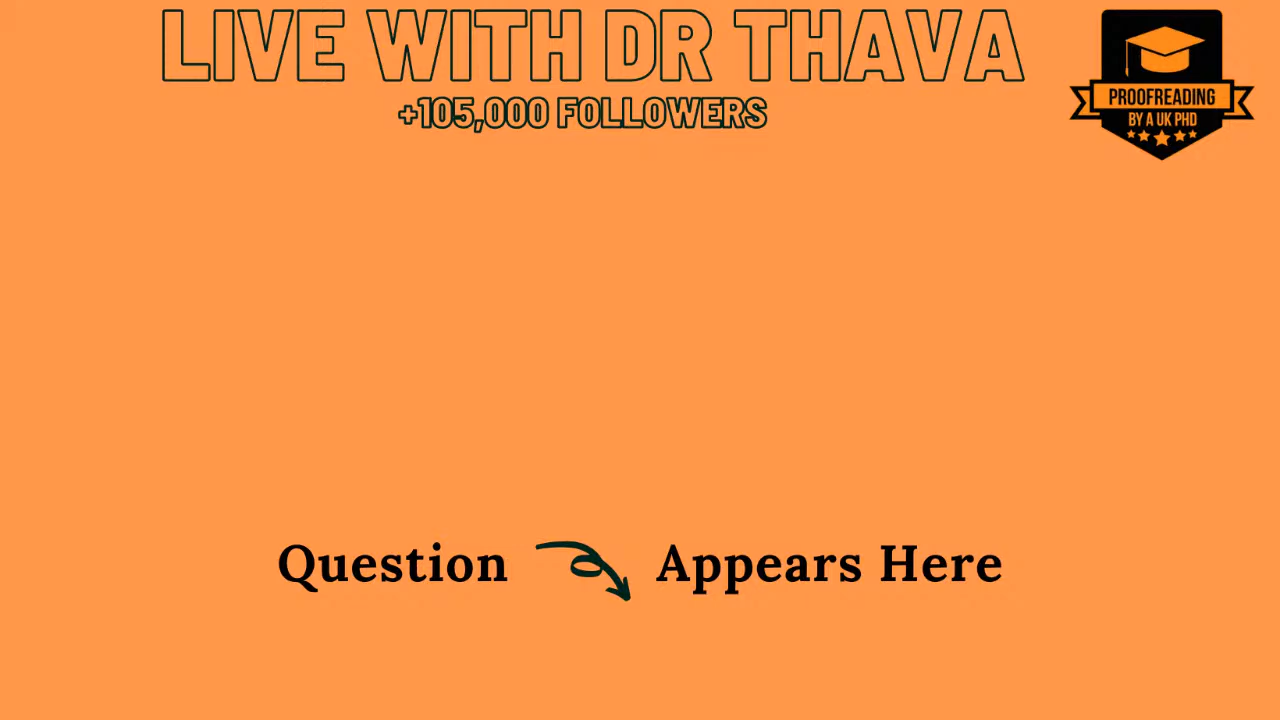 LIVE WITH DR THAVA
+105,000 FOLLOWERS
PROOFREADING
BY A UK PHD
Question Appears Here